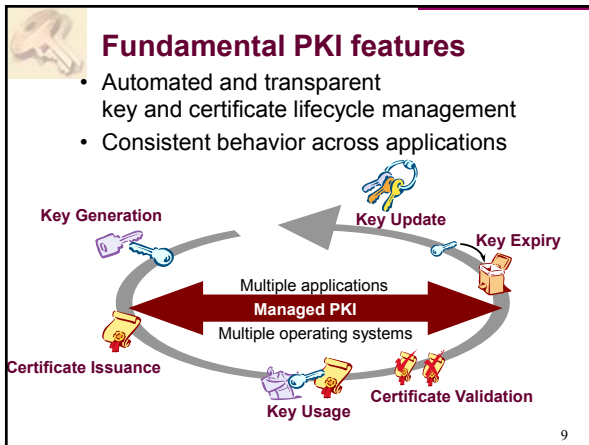 Fundamental PKI features
• Automated and transparent
key and certificate lifecycle management
• Consistent behavior across applications
Key Generation
Key Update
Key Expiry
Multiple applications
Managed PKI
Multiple operating systems
Certificate Issuance
Key Usage
Certificate Validation
9